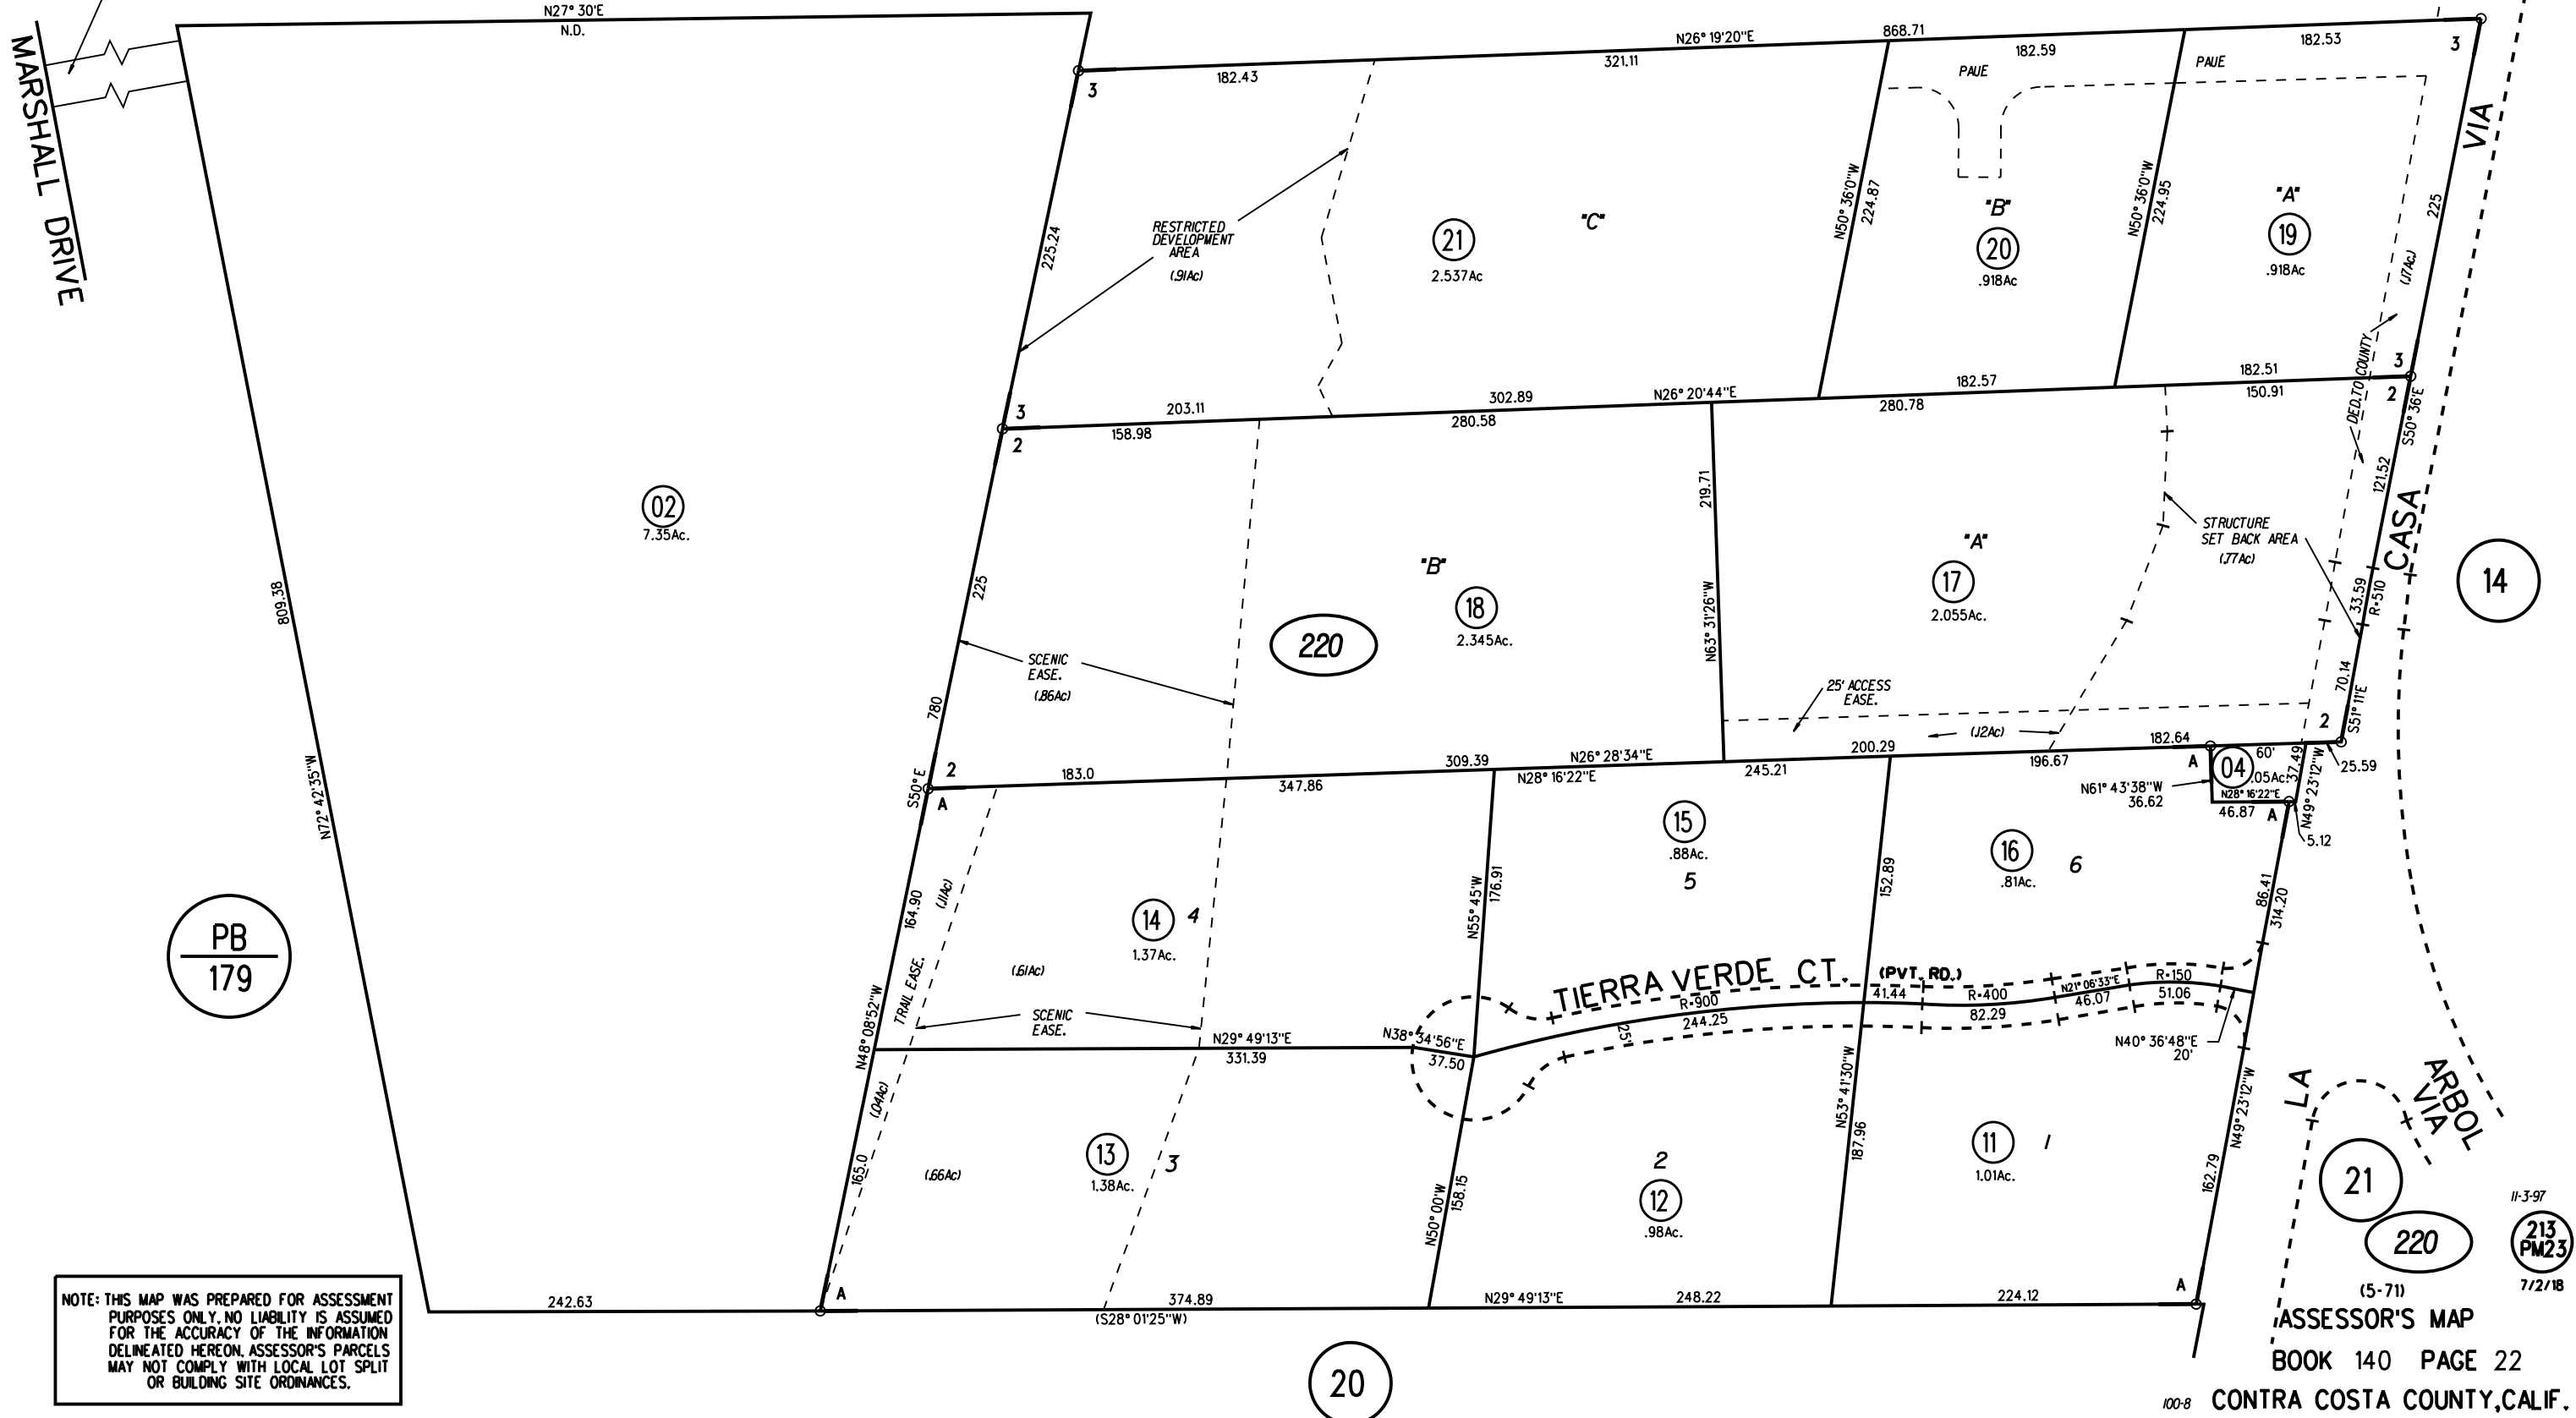 N27° 30'E
N.D.
MARSHALL DRIVE
N26° 19'20"E
868.71
182.43
321.11
182.59
182.53
3
3
PAUE
PAUE
VIA
225.24
RESTRICTED
DEVELOPMENT
AREA
(.91Ac)
21
2.537Ac
"C"
N50° 36'0"W
224.87
"B"
20
.918Ac
N50° 36'0"W
224.95
"A"
19
.918Ac
225
(.17Ac)
DED.TO COUNTY
3
3
2
2
203.11
302.89
N26° 20'44"E
182.57
182.51
158.98
280.58
280.78
150.91
S50° 36'E
121.52
CASA
02
7.35Ac.
809.38
N72° 42.35"W
219.71
N63° 31'26"W
"B"
18
2.345Ac.
220
"A"
17
2.055Ac.
STRUCTURE
SET BACK AREA
(.77Ac)
33.59
R=510
14
225
780
SCENIC
EASE.
(.86Ac)
25' ACCESS
EASE.
(.12Ac)
70.14
S51° 11'E
2
2
S50° E
A
183.0
309.39
N26° 28'34"E
200.29
182.64
347.86
N28° 16'22"E
245.21
196.67
A
04
.05Ac.
60'
37.49
25.59
N61° 43'38"W
36.62
N28° 16'22"E
46.87
A
N49° 23'12"W
5.12
164.90
(.11Ac)
TRAIL EASE.
14
4
1.37Ac.
(.61Ac)
SCENIC
EASE.
N55° 45'W
176.91
15
.88Ac.
5
152.89
16
.81Ac.
6
86.41
314.20
PB
179
N48° 08'52"W
TIERRA VERDE CT.
(PVT. RD.)
R=900
244.25
25'
41.44
R=400
82.29
N21° 06'33"E
46.07
R=150
51.06
N40° 36'48"E
20'
N29° 49'13"E
331.39
N38° 34'56"E
37.50
(.04Ac)
165.0
13
3
1.38Ac.
(.66Ac)
N50° 00'W
158.15
2
12
.98Ac.
N53° 41'30"W
187.96
11
1
1.01Ac.
N49° 23'12"W
162.79
LA
ARBOL
VIA
21
220
11-3-97
213
PM23
7/2/18
242.63
A
374.89
(S28° 01'25"W)
N29° 49'13"E
248.22
224.12
A
20
NOTE: THIS MAP WAS PREPARED FOR ASSESSMENT
PURPOSES ONLY. NO LIABILITY IS ASSUMED
FOR THE ACCURACY OF THE INFORMATION
DELINEATED HEREON. ASSESSOR'S PARCELS
MAY NOT COMPLY WITH LOCAL LOT SPLIT
OR BUILDING SITE ORDINANCES.
(5-71)
ASSESSOR'S MAP
BOOK 140 PAGE 22
100-8 CONTRA COSTA COUNTY,CALIF.